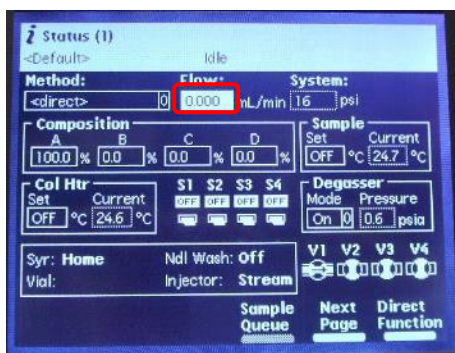 i Status (1)
<Default> Idle
Method: Flow: System:
<direct> 0 0.000 mL/min 16 psi
Composition Sample
A B C D Set Current
100.0 % 0.0 % 0.0 % 0.0 % OFF °C 24.7 °C
Col Htr S1 S2 S3 S4 Degasser
Set Current OFF OFF OFF OFF Mode Pressure
OFF °C 24.6 °C On 0 0.6 psia
Syr: Home Ndl Wash: Off V1 V2 V3 V4
Vial: Injector: Stream
Sample Next Direct
Queue Page Function